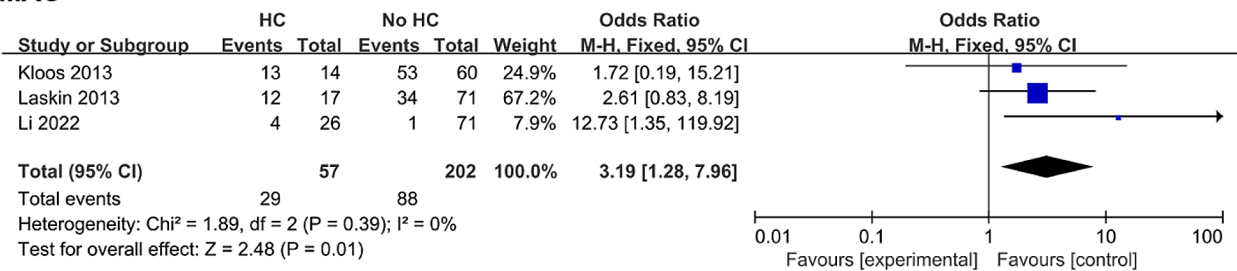 HC No HC Odds Ratio Odds Ratio
Study or Subgroup Events Total Events Total Weight M-H, Fixed, 95% CI M-H, Fixed, 95% CI
Kloos 2013 13 14 53 60 24.9% 1.72 [0.19, 15.21]
Laskin 2013 12 17 34 71 67.2% 2.61 [0.83, 8.19]
Li 2022 4 26 1 71 7.9% 12.73 [1.35, 119.92]
Total (95% CI) 57 202 100.0% 3.19 [1.28, 7.96]
Total events 29 88
Heterogeneity: Chi² = 1.89, df = 2 (P = 0.39); I² = 0%
Test for overall effect: Z = 2.48 (P = 0.01)
0.01 0.1 1 10 100
Favours [experimental] Favours [control]